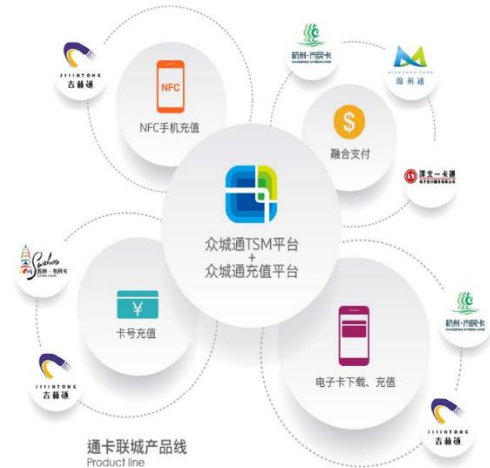 杭州·市民卡
JILINTONG
吉林通
NFC
NFC手机充值
锦州通
$
融合支付
众城通TSM平台
+
众城通充值平台
Suzhou
¥
卡号充值
JILINTONG
吉林通
杭州·市民卡
电子卡下载、充值
JILINTONG
吉林通
通卡联城产品线
Product line